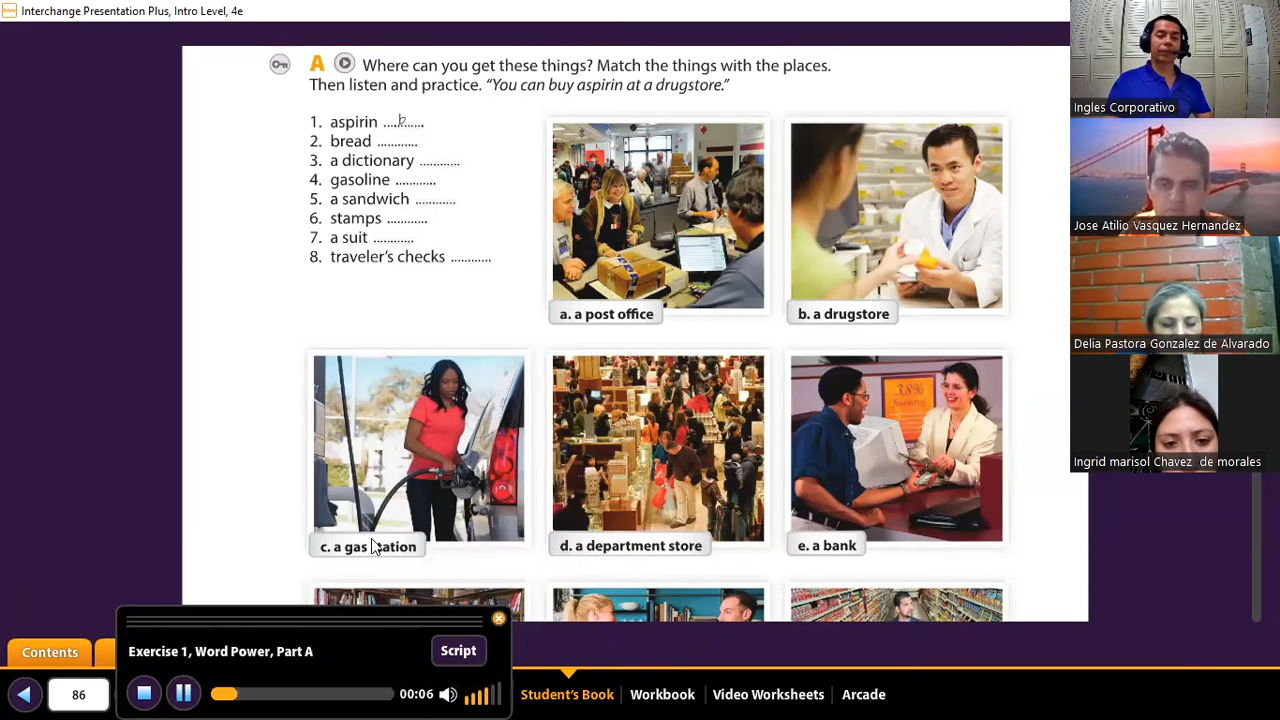 Interchange Presentation Plus, Intro Level, 4e
A Where can you get these things? Match the things with the places.
Then listen and practice. "You can buy aspirin at a drugstore."
1. aspirin ....b.......
2. bread ............
3. a dictionary ............
4. gasoline ............
5. a sandwich ............
6. stamps ............
7. a suit ............
8. traveler's checks ............
a. a post office
b. a drugstore
3.8%
financing
c. a gas station
d. a department store
e. a bank
Exercise 1, Word Power, Part A
Script
00:06
Contents
86
Student's Book
Workbook
Video Worksheets
Arcade
Ingles Corporativo
Jose Atilio Vasquez Hernandez
Delia Pastora Gonzalez de Alvarado
Ingrid marisol Chavez de morales